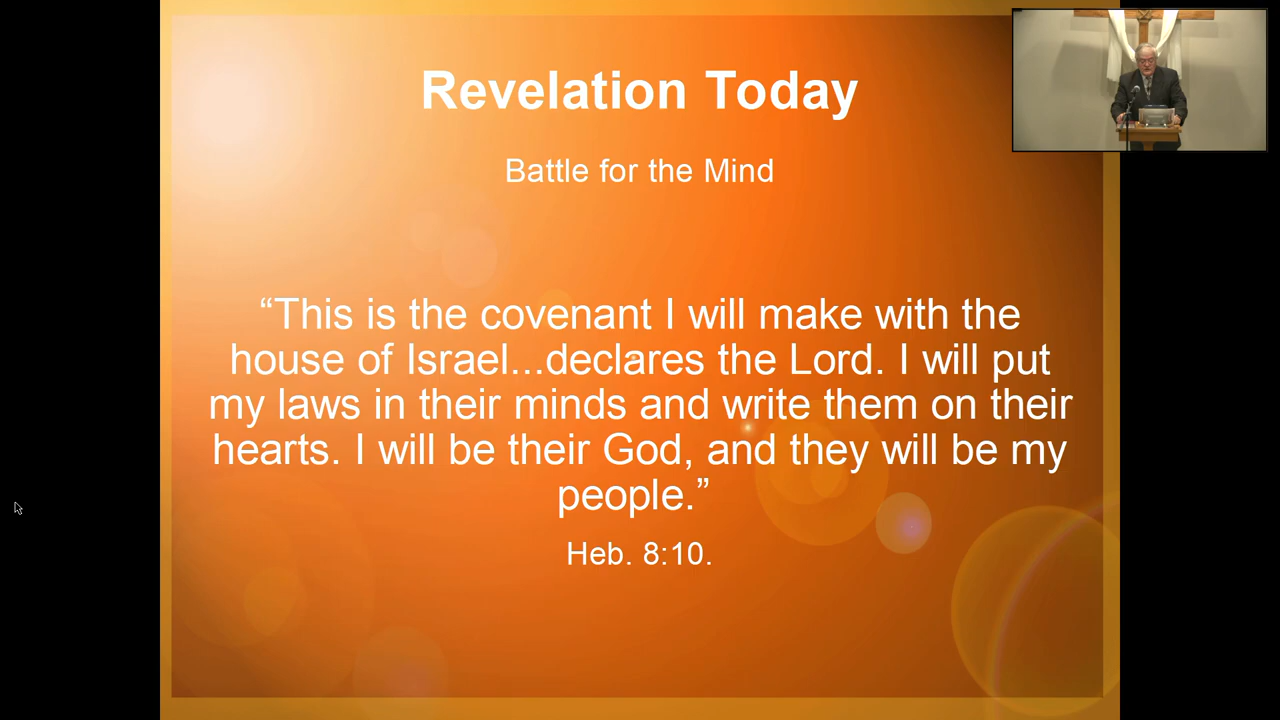 Revelation Today
Battle for the Mind
“This is the covenant I will make with the
house of Israel...declares the Lord. I will put
my laws in their minds and write them on their
hearts. I will be their God, and they will be my
people.”
Heb. 8:10.